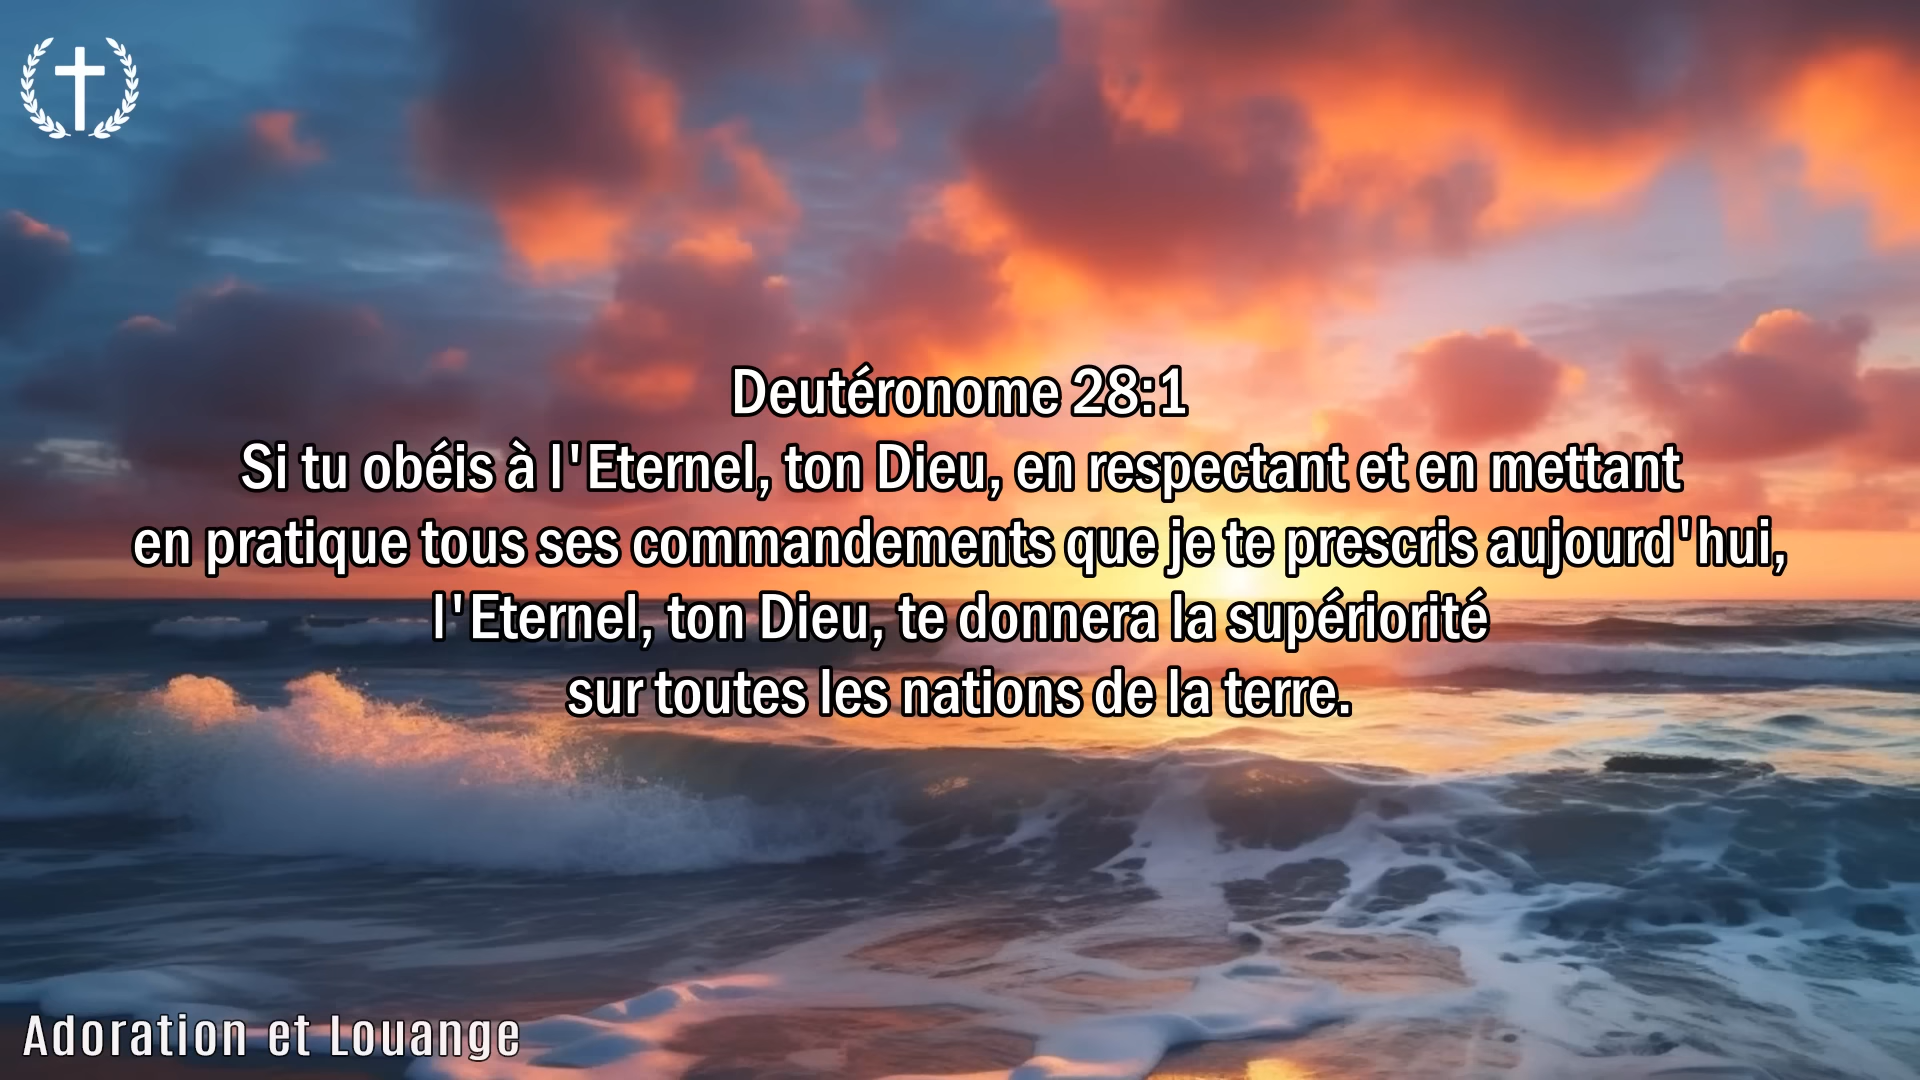 Deutéronome 28:1
Si tu obéis à l'Eternel, ton Dieu, en respectant et en mettant
en pratique tous ses commandements que je te prescris aujourd'hui,
l'Eternel, ton Dieu, te donnera la supériorité
sur toutes les nations de la terre.
Adoration et Louange